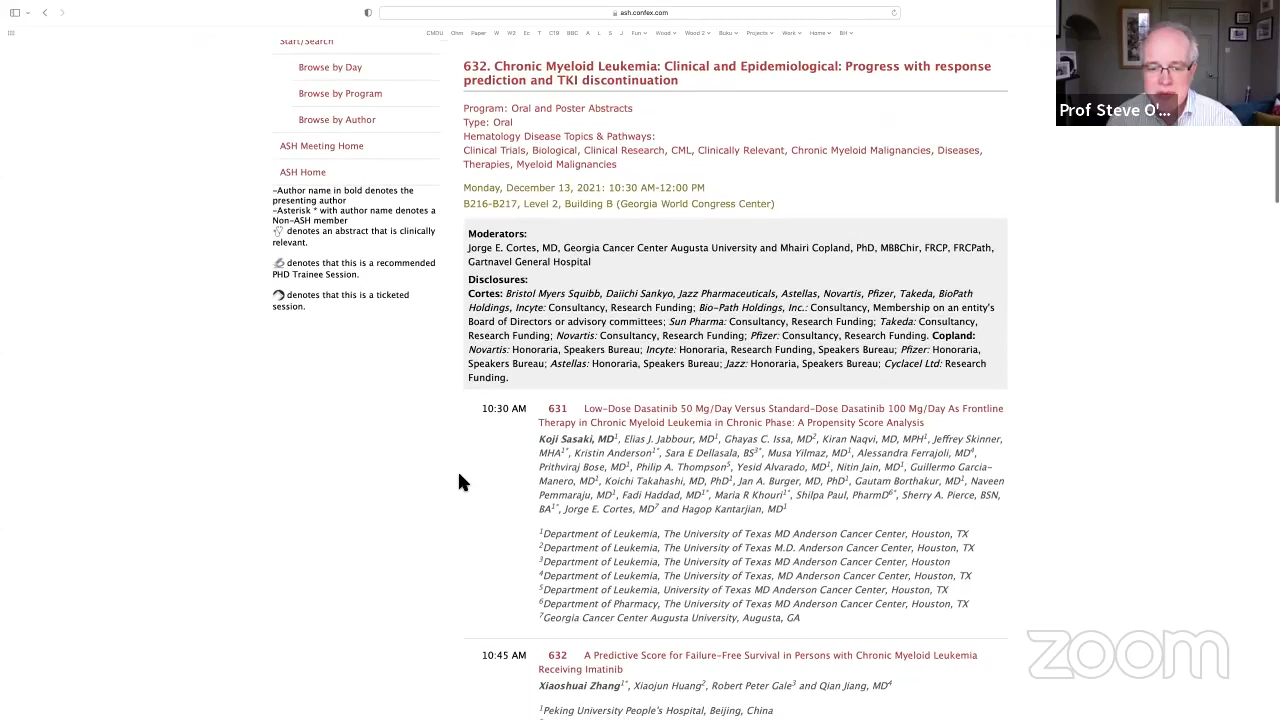 ash.confex.com
CMDU Ohm Paper W W2 Ec T C19 BBC A L S J Fun Wood Wood 2 Buku Projects Work Home BH
Start/Search
Browse by Day
Browse by Program
Browse by Author
ASH Meeting Home
ASH Home
-Author name in bold denotes the
presenting author
-Asterisk * with author name denotes a
Non-ASH member
denotes an abstract that is clinically
relevant.
denotes that this is a recommended
PHD Trainee Session.
denotes that this is a ticketed
session.
632. Chronic Myeloid Leukemia: Clinical and Epidemiological: Progress with response
prediction and TKI discontinuation
Program: Oral and Poster Abstracts
Type: Oral
Hematology Disease Topics & Pathways:
Clinical Trials, Biological, Clinical Research, CML, Clinically Relevant, Chronic Myeloid Malignancies, Diseases,
Therapies, Myeloid Malignancies
Monday, December 13, 2021: 10:30 AM-12:00 PM
B216-B217, Level 2, Building B (Georgia World Congress Center)
Moderators:
Jorge E. Cortes, MD, Georgia Cancer Center Augusta University and Mhairi Copland, PhD, MBBChir, FRCP, FRCPath,
Gartnavel General Hospital
Disclosures:
Cortes: Bristol Myers Squibb, Daiichi Sankyo, Jazz Pharmaceuticals, Astellas, Novartis, Pfizer, Takeda, BioPath
Holdings, Incyte: Consultancy, Research Funding; Bio-Path Holdings, Inc.: Consultancy, Membership on an entity's
Board of Directors or advisory committees; Sun Pharma: Consultancy, Research Funding; Takeda: Consultancy,
Research Funding; Novartis: Consultancy, Research Funding; Pfizer: Consultancy, Research Funding. Copland:
Novartis: Honoraria, Speakers Bureau; Incyte: Honoraria, Research Funding, Speakers Bureau; Pfizer: Honoraria,
Speakers Bureau; Astellas: Honoraria, Speakers Bureau; Jazz: Honoraria, Speakers Bureau; Cyclacel Ltd: Research
Funding.
10:30 AM 631 Low-Dose Dasatinib 50 Mg/Day Versus Standard-Dose Dasatinib 100 Mg/Day As Frontline
Therapy in Chronic Myeloid Leukemia in Chronic Phase: A Propensity Score Analysis
Koji Sasaki, MD1, Elias J. Jabbour, MD1, Ghayas C. Issa, MD2, Kiran Naqvi, MD, MPH1, Jeffrey Skinner,
MHA1*, Kristin Anderson1*, Sara E Dellasala, BS3*, Musa Yilmaz, MD1, Alessandra Ferrajoli, MD4,
Prithviraj Bose, MD1, Philip A. Thompson5, Yesid Alvarado, MD1, Nitin Jain, MD1, Guillermo Garcia-
Manero, MD1, Koichi Takahashi, MD, PhD1, Jan A. Burger, MD, PhD1, Gautam Borthakur, MD1, Naveen
Pemmaraju, MD1, Fadi Haddad, MD1*, Maria R Khouri1*, Shilpa Paul, PharmD6*, Sherry A. Pierce, BSN,
BA1*, Jorge E. Cortes, MD7 and Hagop Kantarjian, MD1
1Department of Leukemia, The University of Texas MD Anderson Cancer Center, Houston, TX
2Department of Leukemia, The University of Texas M.D. Anderson Cancer Center, Houston, TX
3Department of Leukemia, The University of Texas MD Anderson Cancer Center, Houston
4Department of Leukemia, The University of Texas, MD Anderson Cancer Center, Houston, TX
5Department of Leukemia, University of Texas MD Anderson Cancer Center, Houston, TX
6Department of Pharmacy, The University of Texas MD Anderson Cancer Center, Houston, TX
7Georgia Cancer Center Augusta University, Augusta, GA
10:45 AM 632 A Predictive Score for Failure-Free Survival in Persons with Chronic Myeloid Leukemia
Receiving Imatinib
Xiaoshuai Zhang1*, Xiaojun Huang2, Robert Peter Gale3 and Qian Jiang, MD4
1Peking University People's Hospital, Beijing, China
Prof Steve O'...
zoom